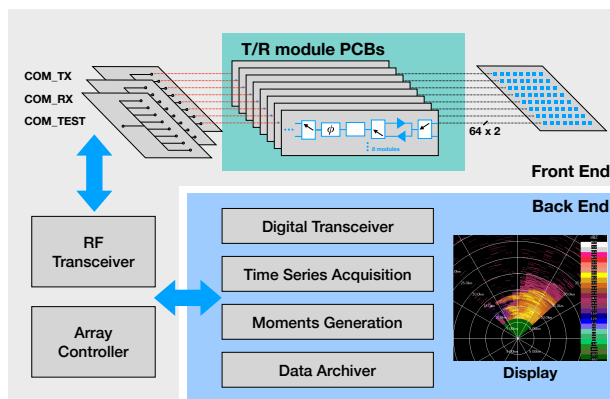 T/R module PCBs
COM_TX
COM_RX
COM_TEST
ϕ
8 modules
64 x 2
Front End
Back End
RF
Transceiver
Array
Controller
Digital Transceiver
Time Series Acquisition
Moments Generation
Data Archiver
Display